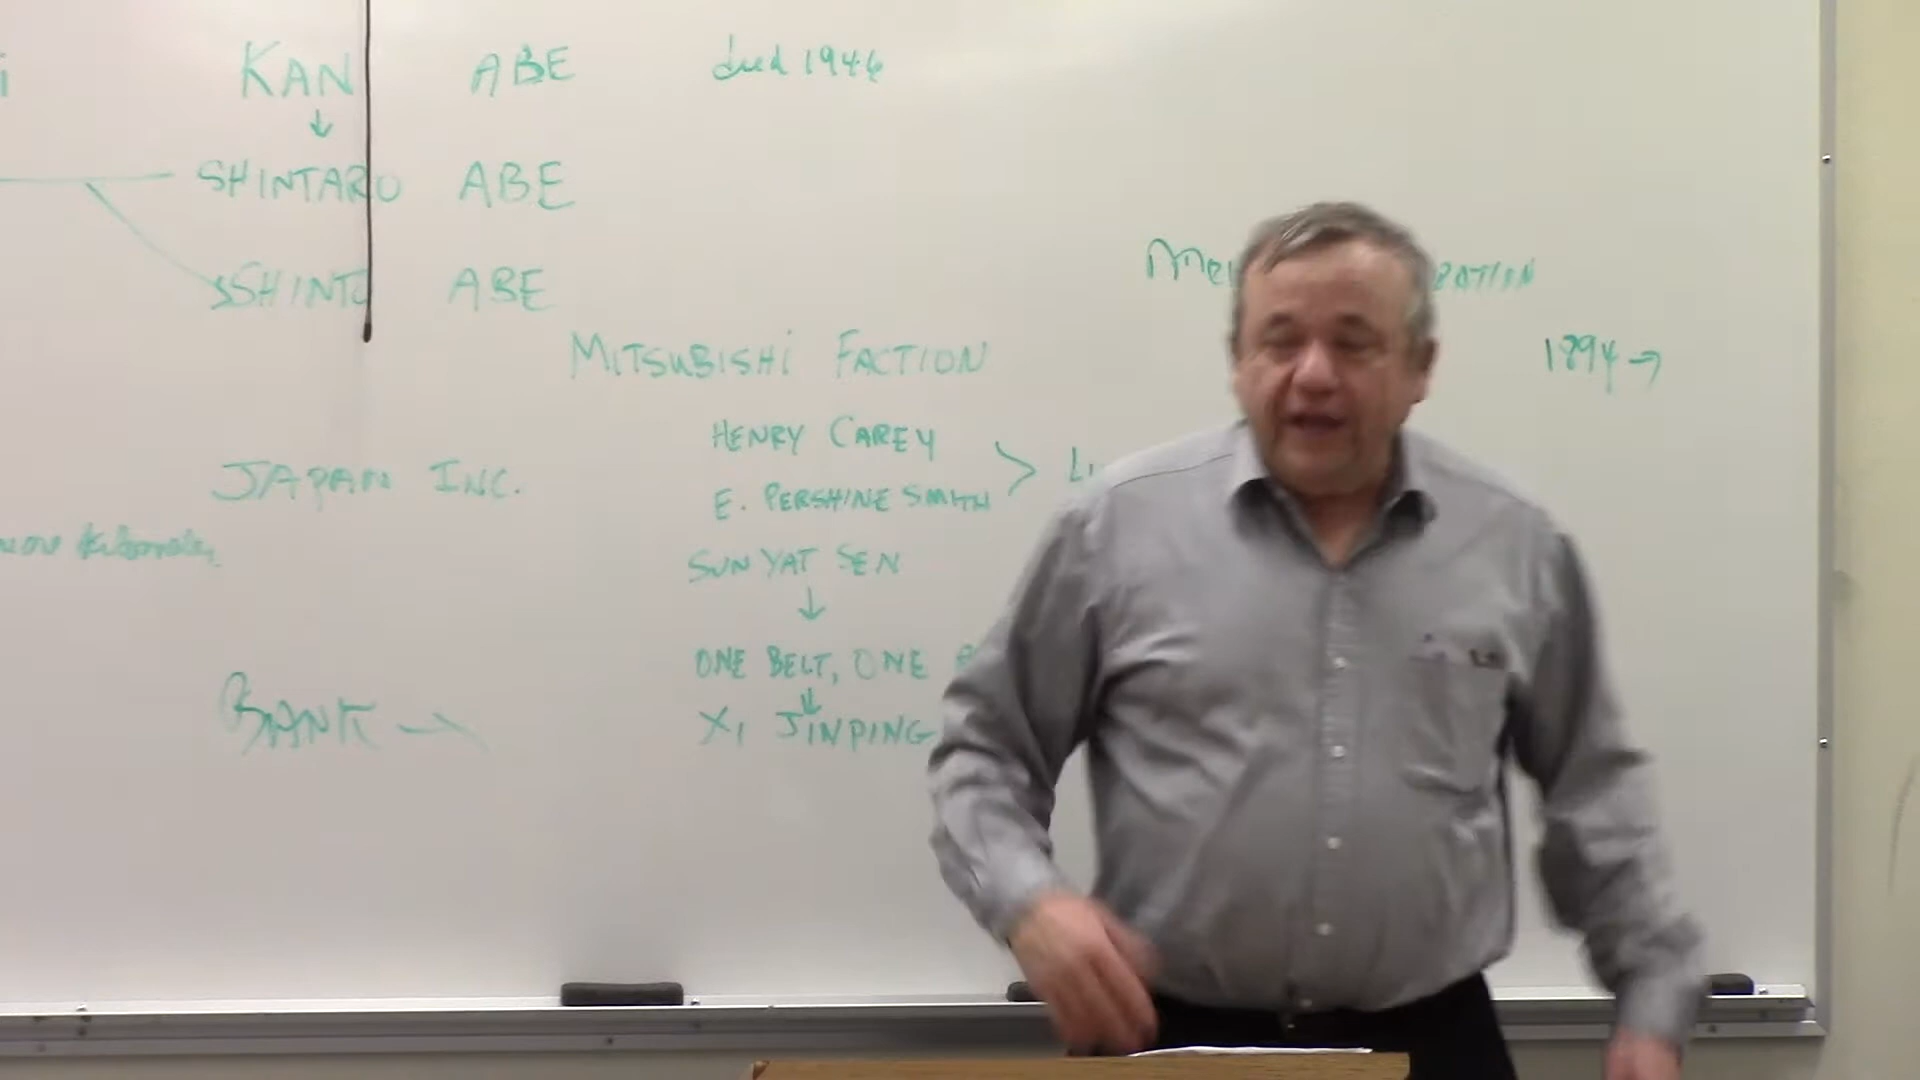 KAN ABE died 1946
SHINTARO ABE
SHINTO ABE
MITSUBISHI FACTION
1894 →
HENRY CAREY
JAPAN INC.
E. PERSHINE SMITH
SUN YAT SEN
ONE BELT, ONE
BANK →
XI JINPING